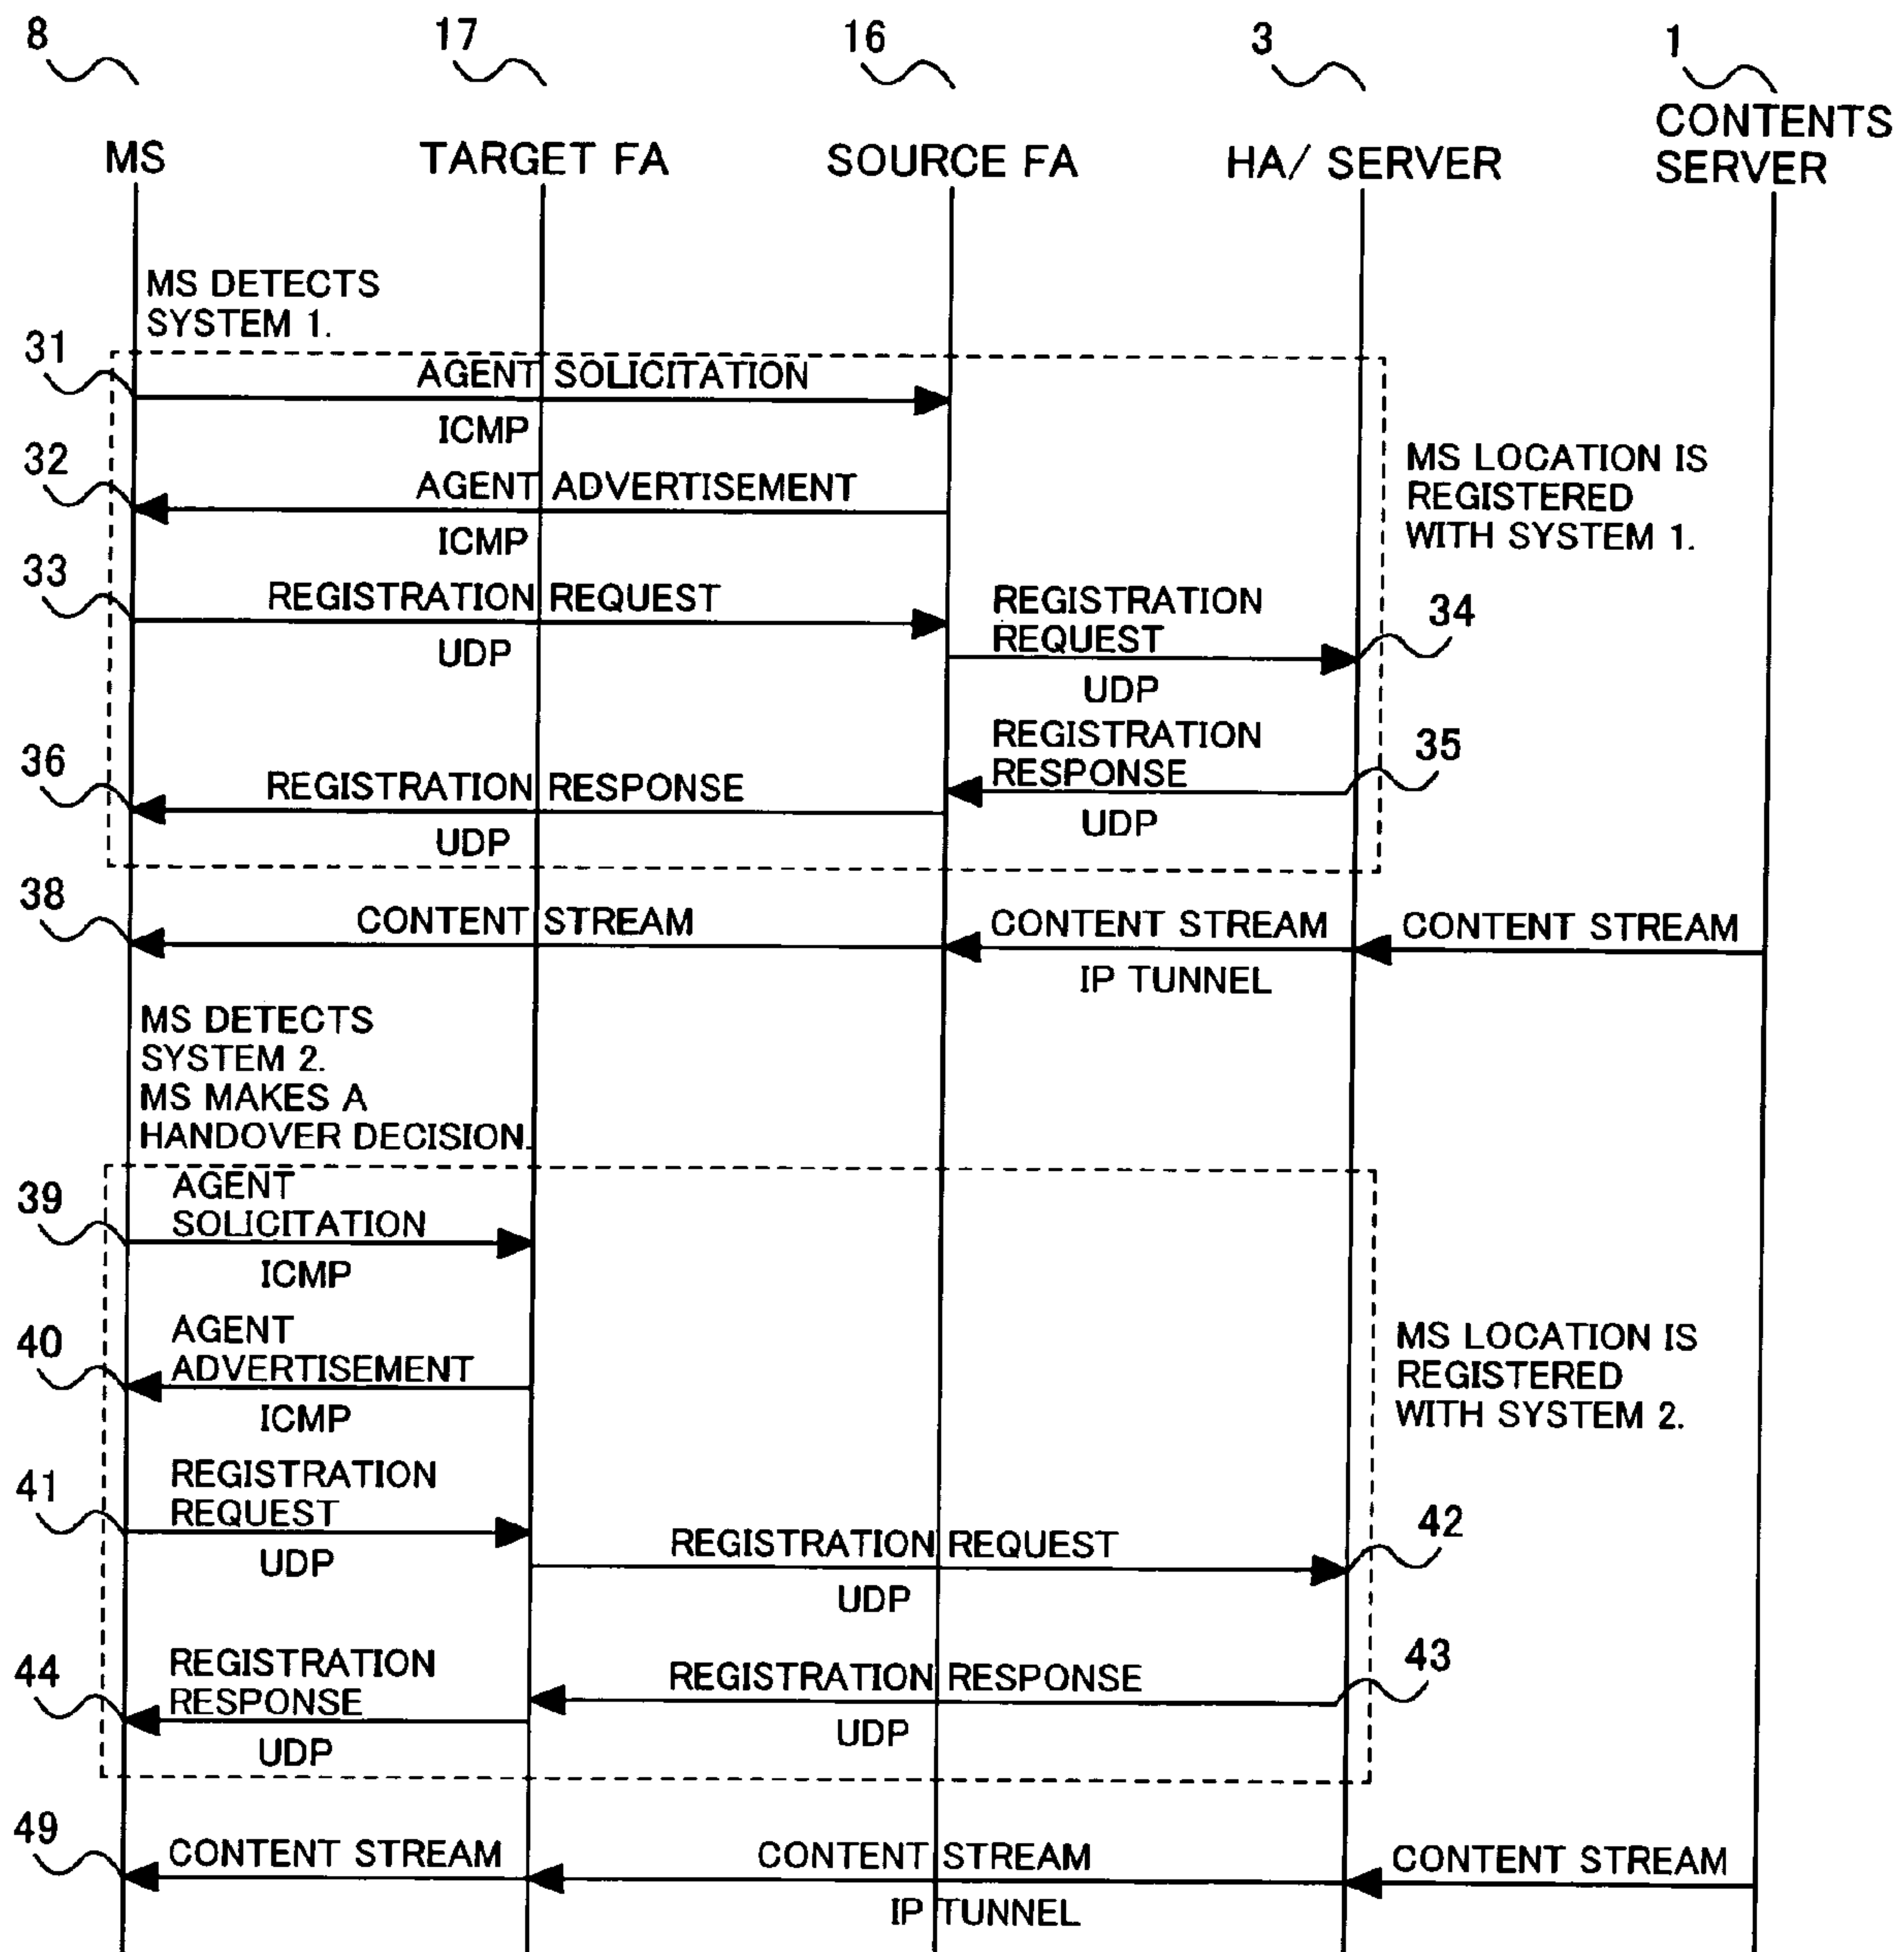 8
17
16
3
1
MS
TARGET FA
SOURCE FA
HA/ SERVER
CONTENTS
SERVER
MS DETECTS
SYSTEM 1.
31
AGENT SOLICITATION
ICMP
32
AGENT ADVERTISEMENT
ICMP
MS LOCATION IS
REGISTERED
WITH SYSTEM 1.
33
REGISTRATION REQUEST
UDP
REGISTRATION
REQUEST
34
UDP
REGISTRATION
RESPONSE
35
UDP
36
REGISTRATION RESPONSE
UDP
38
CONTENT STREAM
CONTENT STREAM
CONTENT STREAM
IP TUNNEL
MS DETECTS
SYSTEM 2.
MS MAKES A
HANDOVER DECISION.
39
AGENT
SOLICITATION
ICMP
40
AGENT
ADVERTISEMENT
ICMP
MS LOCATION IS
REGISTERED
WITH SYSTEM 2.
41
REGISTRATION
REQUEST
UDP
REGISTRATION REQUEST
42
UDP
44
REGISTRATION
RESPONSE
UDP
REGISTRATION RESPONSE
43
UDP
49
CONTENT STREAM
CONTENT STREAM
CONTENT STREAM
IP TUNNEL